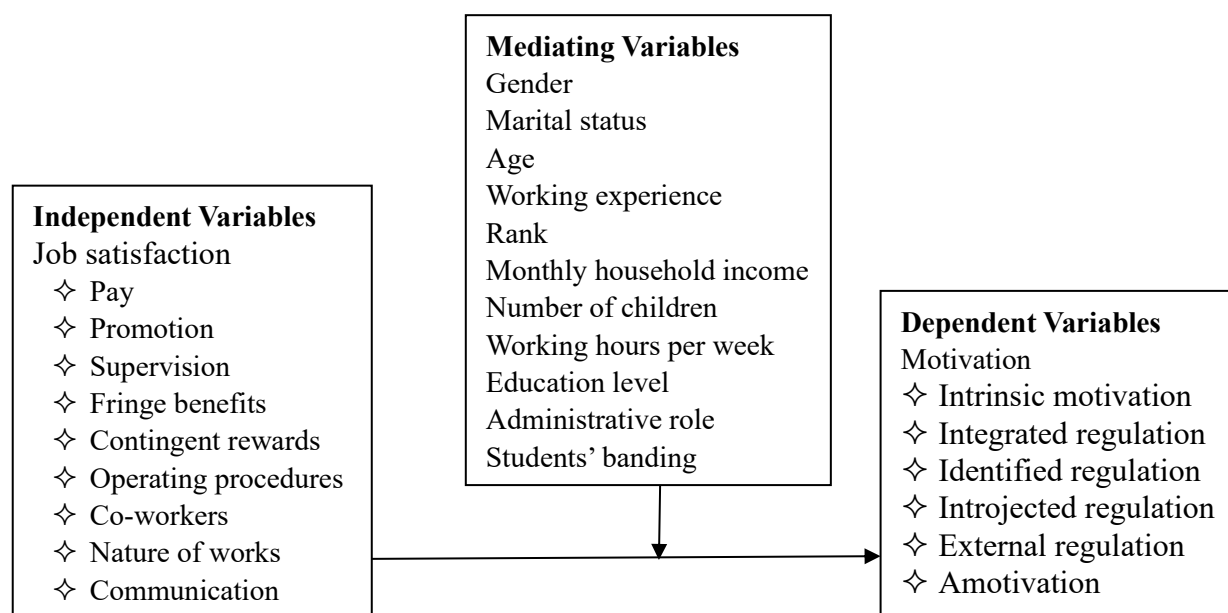 Mediating Variables
Gender
Marital status
Age
Working experience
Rank
Monthly household income
Number of children
Working hours per week
Education level
Administrative role
Students’ banding
Independent Variables
Job satisfaction
✧ Pay
✧ Promotion
✧ Supervision
✧ Fringe benefits
✧ Contingent rewards
✧ Operating procedures
✧ Co-workers
✧ Nature of works
✧ Communication
Dependent Variables
Motivation
✧ Intrinsic motivation
✧ Integrated regulation
✧ Identified regulation
✧ Introjected regulation
✧ External regulation
✧ Amotivation